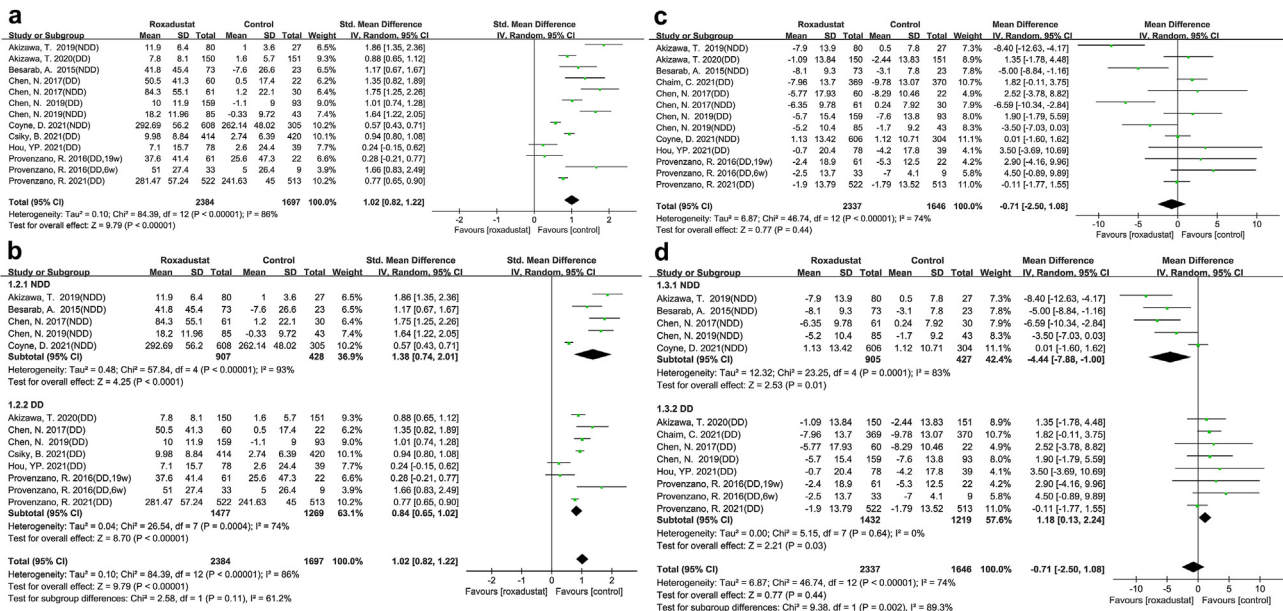 a
Roxadustat Control Std. Mean Difference Std. Mean Difference
Study or Subgroup Mean SD Total Mean SD Total Weight IV, Random, 95% CI IV, Random, 95% CI
Akizawa, T. 2019(NDD) 11.9 6.4 80 1 3.6 27 6.5% 1.86 [1.35, 2.36]
Akizawa, T. 2020(DD) 7.8 8.1 150 1.6 5.7 151 9.3% 0.88 [0.65, 1.12]
Besarab, A. 2015(NDD) 41.8 45.4 73 -7.6 26.6 23 6.6% 1.17 [0.67, 1.67]
Chen, N. 2017(DD) 50.5 41.3 60 0.5 17.4 22 6.4% 1.35 [0.82, 1.89]
Chen, N. 2017(NDD) 84.3 55.1 61 1.2 22.1 30 6.6% 1.75 [1.25, 2.26]
Chen, N. 2019(DD) 10 11.9 159 -1.1 9 93 9.0% 1.01 [0.74, 1.28]
Chen, N. 2019(NDD) 18.2 11.96 85 -0.33 9.72 43 7.5% 1.64 [1.22, 2.05]
Coyne, D. 2021(NDD) 292.69 56.2 608 262.14 48.02 305 10.1% 0.57 [0.43, 0.71]
Csiky, B. 2021(DD) 9.98 8.84 414 2.74 6.39 420 10.1% 0.94 [0.80, 1.08]
Hou, YP. 2021(DD) 7.1 15.7 78 2.6 24.4 39 7.8% 0.24 [-0.15, 0.62]
Provenzano, R. 2016(DD,19w) 37.6 41.4 61 25.6 47.3 22 6.7% 0.28 [-0.21, 0.77]
Provenzano, R. 2016(DD,6w) 51 27.4 33 5 26.4 9 3.9% 1.66 [0.83, 2.49]
Provenzano, R. 2021(DD) 281.47 57.24 522 241.63 45 513 10.2% 0.77 [0.65, 0.90]
Total (95% CI) 2384 1697 100.0% 1.02 [0.82, 1.22]
Heterogeneity: Tau² = 0.10; Chi² = 84.39, df = 12 (P < 0.00001); I² = 86%
Test for overall effect: Z = 9.79 (P < 0.00001)
-2 -1 0 1 2
Favours [roxadustat] Favours [control]
b
Roxadustat Control Std. Mean Difference Std. Mean Difference
Study or Subgroup Mean SD Total Mean SD Total Weight IV, Random, 95% CI IV, Random, 95% CI
1.2.1 NDD
Akizawa, T. 2019(NDD) 11.9 6.4 80 1 3.6 27 6.5% 1.86 [1.35, 2.36]
Besarab, A. 2015(NDD) 41.8 45.4 73 -7.6 26.6 23 6.6% 1.17 [0.67, 1.67]
Chen, N. 2017(NDD) 84.3 55.1 61 1.2 22.1 30 6.6% 1.75 [1.25, 2.26]
Chen, N. 2019(NDD) 18.2 11.96 85 -0.33 9.72 43 7.5% 1.64 [1.22, 2.05]
Coyne, D. 2021(NDD) 292.69 56.2 608 262.14 48.02 305 10.1% 0.57 [0.43, 0.71]
Subtotal (95% CI) 907 428 36.9% 1.38 [0.74, 2.01]
Heterogeneity: Tau² = 0.48; Chi² = 57.84, df = 4 (P < 0.00001); I² = 93%
Test for overall effect: Z = 4.25 (P < 0.0001)
1.2.2 DD
Akizawa, T. 2020(DD) 7.8 8.1 150 1.6 5.7 151 9.3% 0.88 [0.65, 1.12]
Chen, N. 2017(DD) 50.5 41.3 60 0.5 17.4 22 6.4% 1.35 [0.82, 1.89]
Chen, N. 2019(DD) 10 11.9 159 -1.1 9 93 9.0% 1.01 [0.74, 1.28]
Csiky, B. 2021(DD) 9.98 8.84 414 2.74 6.39 420 10.1% 0.94 [0.80, 1.08]
Hou, YP. 2021(DD) 7.1 15.7 78 2.6 24.4 39 7.8% 0.24 [-0.15, 0.62]
Provenzano, R. 2016(DD,19w) 37.6 41.4 61 25.6 47.3 22 6.7% 0.28 [-0.21, 0.77]
Provenzano, R. 2016(DD,6w) 51 27.4 33 5 26.4 9 3.9% 1.66 [0.83, 2.49]
Provenzano, R. 2021(DD) 281.47 57.24 522 241.63 45 513 10.2% 0.77 [0.65, 0.90]
Subtotal (95% CI) 1477 1269 63.1% 0.84 [0.65, 1.02]
Heterogeneity: Tau² = 0.04; Chi² = 26.54, df = 7 (P = 0.0004); I² = 74%
Test for overall effect: Z = 8.70 (P < 0.00001)
Total (95% CI) 2384 1697 100.0% 1.02 [0.82, 1.22]
Heterogeneity: Tau² = 0.10; Chi² = 84.39, df = 12 (P < 0.00001); I² = 86%
Test for overall effect: Z = 9.79 (P < 0.00001)
Test for subgroup differences: Chi² = 2.58, df = 1 (P = 0.11), I² = 61.2%
-2 -1 0 1 2
Favours [roxadustat] Favours [control]
c
Roxadustat Control Mean Difference Mean Difference
Study or Subgroup Mean SD Total Mean SD Total Weight IV, Random, 95% CI IV, Random, 95% CI
Akizawa, T. 2019(NDD) -7.9 13.9 80 0.5 7.8 27 7.3% -8.40 [-12.63, -4.17]
Akizawa, T. 2020(DD) -1.09 13.84 150 -2.44 13.83 151 8.9% 1.35 [-1.78, 4.48]
Besarab, A. 2015(NDD) -8.1 9.3 73 -3.1 7.8 23 7.8% -5.00 [-8.84, -1.16]
Chaim, C. 2021(DD) -7.96 13.7 369 -9.78 13.07 370 10.7% 1.82 [-0.11, 3.75]
Chen, N. 2017(DD) -5.77 17.93 60 -8.29 10.46 22 5.0% 2.52 [-3.78, 8.82]
Chen, N. 2017(NDD) -6.35 9.78 61 0.24 7.92 30 8.0% -6.59 [-10.34, -2.84]
Chen, N. 2019(DD) -5.7 15.4 159 -7.6 13.8 93 8.2% 1.90 [-1.79, 5.59]
Chen, N. 2019(NDD) -5.2 10.4 85 -1.7 9.2 43 8.3% -3.50 [-7.03, 0.03]
Coyne, D. 2021(NDD) 1.13 13.42 606 1.12 10.71 304 11.1% 0.01 [-1.60, 1.62]
Hou, YP. 2021(DD) -0.7 20.4 78 -4.2 17.8 39 4.3% 3.50 [-3.69, 10.69]
Provenzano, R. 2016(DD,19w) -2.4 18.9 61 -5.3 12.5 22 4.4% 2.90 [-4.16, 9.96]
Provenzano, R. 2016(DD,6w) -2.5 13.7 33 -7 4.1 9 5.9% 4.50 [-0.89, 9.89]
Provenzano, R. 2021(DD) -1.9 13.79 522 -1.79 13.52 513 11.0% -0.11 [-1.77, 1.55]
Total (95% CI) 2337 1646 100.0% -0.71 [-2.50, 1.08]
Heterogeneity: Tau² = 6.87; Chi² = 46.74, df = 12 (P < 0.00001); I² = 74%
Test for overall effect: Z = 0.77 (P = 0.44)
-10 -5 0 5 10
Favours [roxadustat] Favours [control]
d
Roxadustat Control Mean Difference Mean Difference
Study or Subgroup Mean SD Total Mean SD Total Weight IV, Random, 95% CI IV, Random, 95% CI
1.3.1 NDD
Akizawa, T. 2019(NDD) -7.9 13.9 80 0.5 7.8 27 7.3% -8.40 [-12.63, -4.17]
Besarab, A. 2015(NDD) -8.1 9.3 73 -3.1 7.8 23 7.8% -5.00 [-8.84, -1.16]
Chen, N. 2017(NDD) -6.35 9.78 61 0.24 7.92 30 8.0% -6.59 [-10.34, -2.84]
Chen, N. 2019(NDD) -5.2 10.4 85 -1.7 9.2 43 8.3% -3.50 [-7.03, 0.03]
Coyne, D. 2021(NDD) 1.13 13.42 606 1.12 10.71 304 11.1% 0.01 [-1.60, 1.62]
Subtotal (95% CI) 905 427 42.4% -4.44 [-7.88, -1.00]
Heterogeneity: Tau² = 12.32; Chi² = 23.25, df = 4 (P = 0.0001); I² = 83%
Test for overall effect: Z = 2.53 (P = 0.01)
1.3.2 DD
Akizawa, T. 2020(DD) -1.09 13.84 150 -2.44 13.83 151 8.9% 1.35 [-1.78, 4.48]
Chaim, C. 2021(DD) -7.96 13.7 369 -9.78 13.07 370 10.7% 1.82 [-0.11, 3.75]
Chen, N. 2017(DD) -5.77 17.93 60 -8.29 10.46 22 5.0% 2.52 [-3.78, 8.82]
Chen, N. 2019(DD) -5.7 15.4 159 -7.6 13.8 93 8.2% 1.90 [-1.79, 5.59]
Hou, YP. 2021(DD) -0.7 20.4 78 -4.2 17.8 39 4.3% 3.50 [-3.69, 10.69]
Provenzano, R. 2016(DD,19w) -2.4 18.9 61 -5.3 12.5 22 4.4% 2.90 [-4.16, 9.96]
Provenzano, R. 2016(DD,6w) -2.5 13.7 33 -7 4.1 9 5.9% 4.50 [-0.89, 9.89]
Provenzano, R. 2021(DD) -1.9 13.79 522 -1.79 13.52 513 11.0% -0.11 [-1.77, 1.55]
Subtotal (95% CI) 1432 1219 57.6% 1.18 [0.13, 2.24]
Heterogeneity: Tau² = 0.00; Chi² = 5.15, df = 7 (P = 0.64); I² = 0%
Test for overall effect: Z = 2.21 (P = 0.03)
Total (95% CI) 2337 1646 100.0% -0.71 [-2.50, 1.08]
Heterogeneity: Tau² = 6.87; Chi² = 46.74, df = 12 (P < 0.00001); I² = 74%
Test for overall effect: Z = 0.77 (P = 0.44)
Test for subgroup differences: Chi² = 9.38, df = 1 (P = 0.002), I² = 89.3%
-10 -5 0 5 10
Favours [roxadustat] Favours [control]